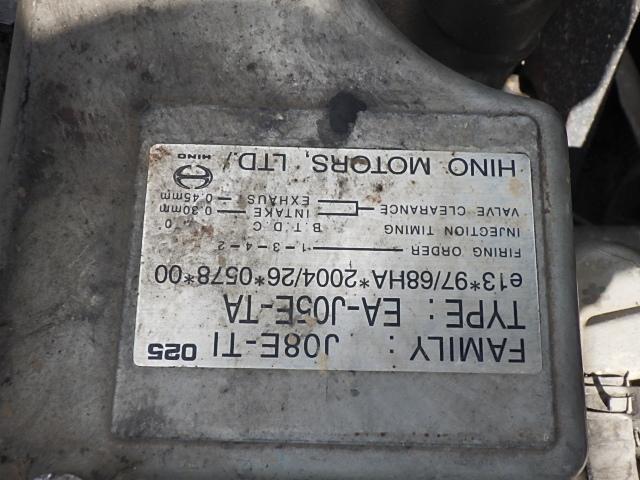 FAMILY : J08E-TI 025
TYPE : EA-J05E-TA
e13*97/68HA*2004/26*0578*00
FIRING ORDER 1-3-4-2
INJECTION TIMING B.T.D.C 0°
VALVE CLEARANCE INTAKE 0.30mm
EXHAUS 0.45mm
HINO MOTORS, LTD. HINO